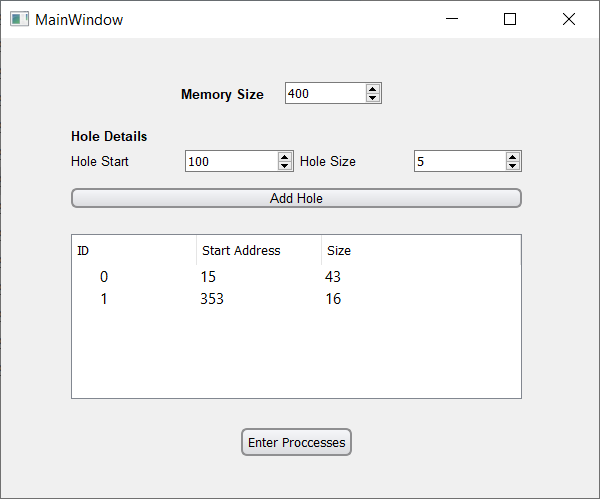 MainWindow
Memory Size 400
Hole Details
Hole Start 100 Hole Size 5
Add Hole
ID Start Address Size
0 15 43
1 353 16
Enter Proccesses